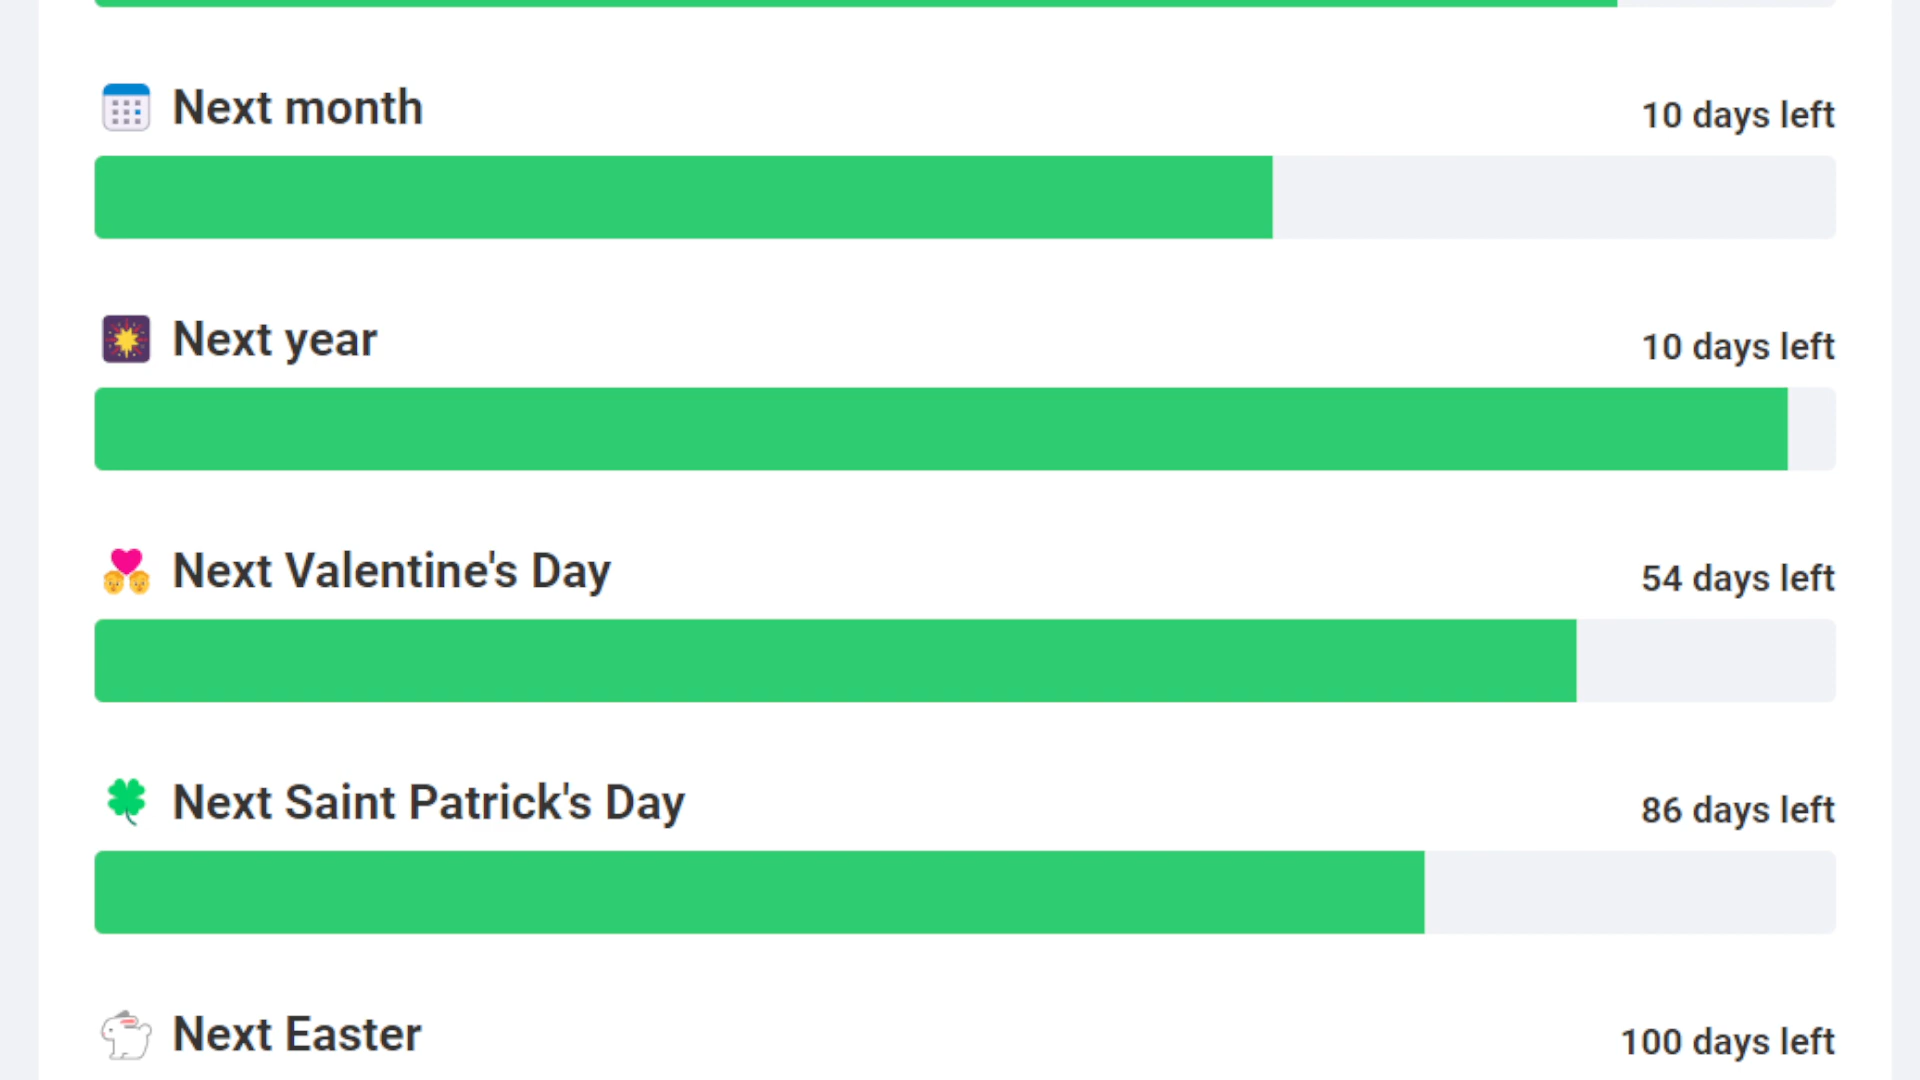 Next month
10 days left
Next year
10 days left
Next Valentine's Day
54 days left
Next Saint Patrick's Day
86 days left
Next Easter
100 days left